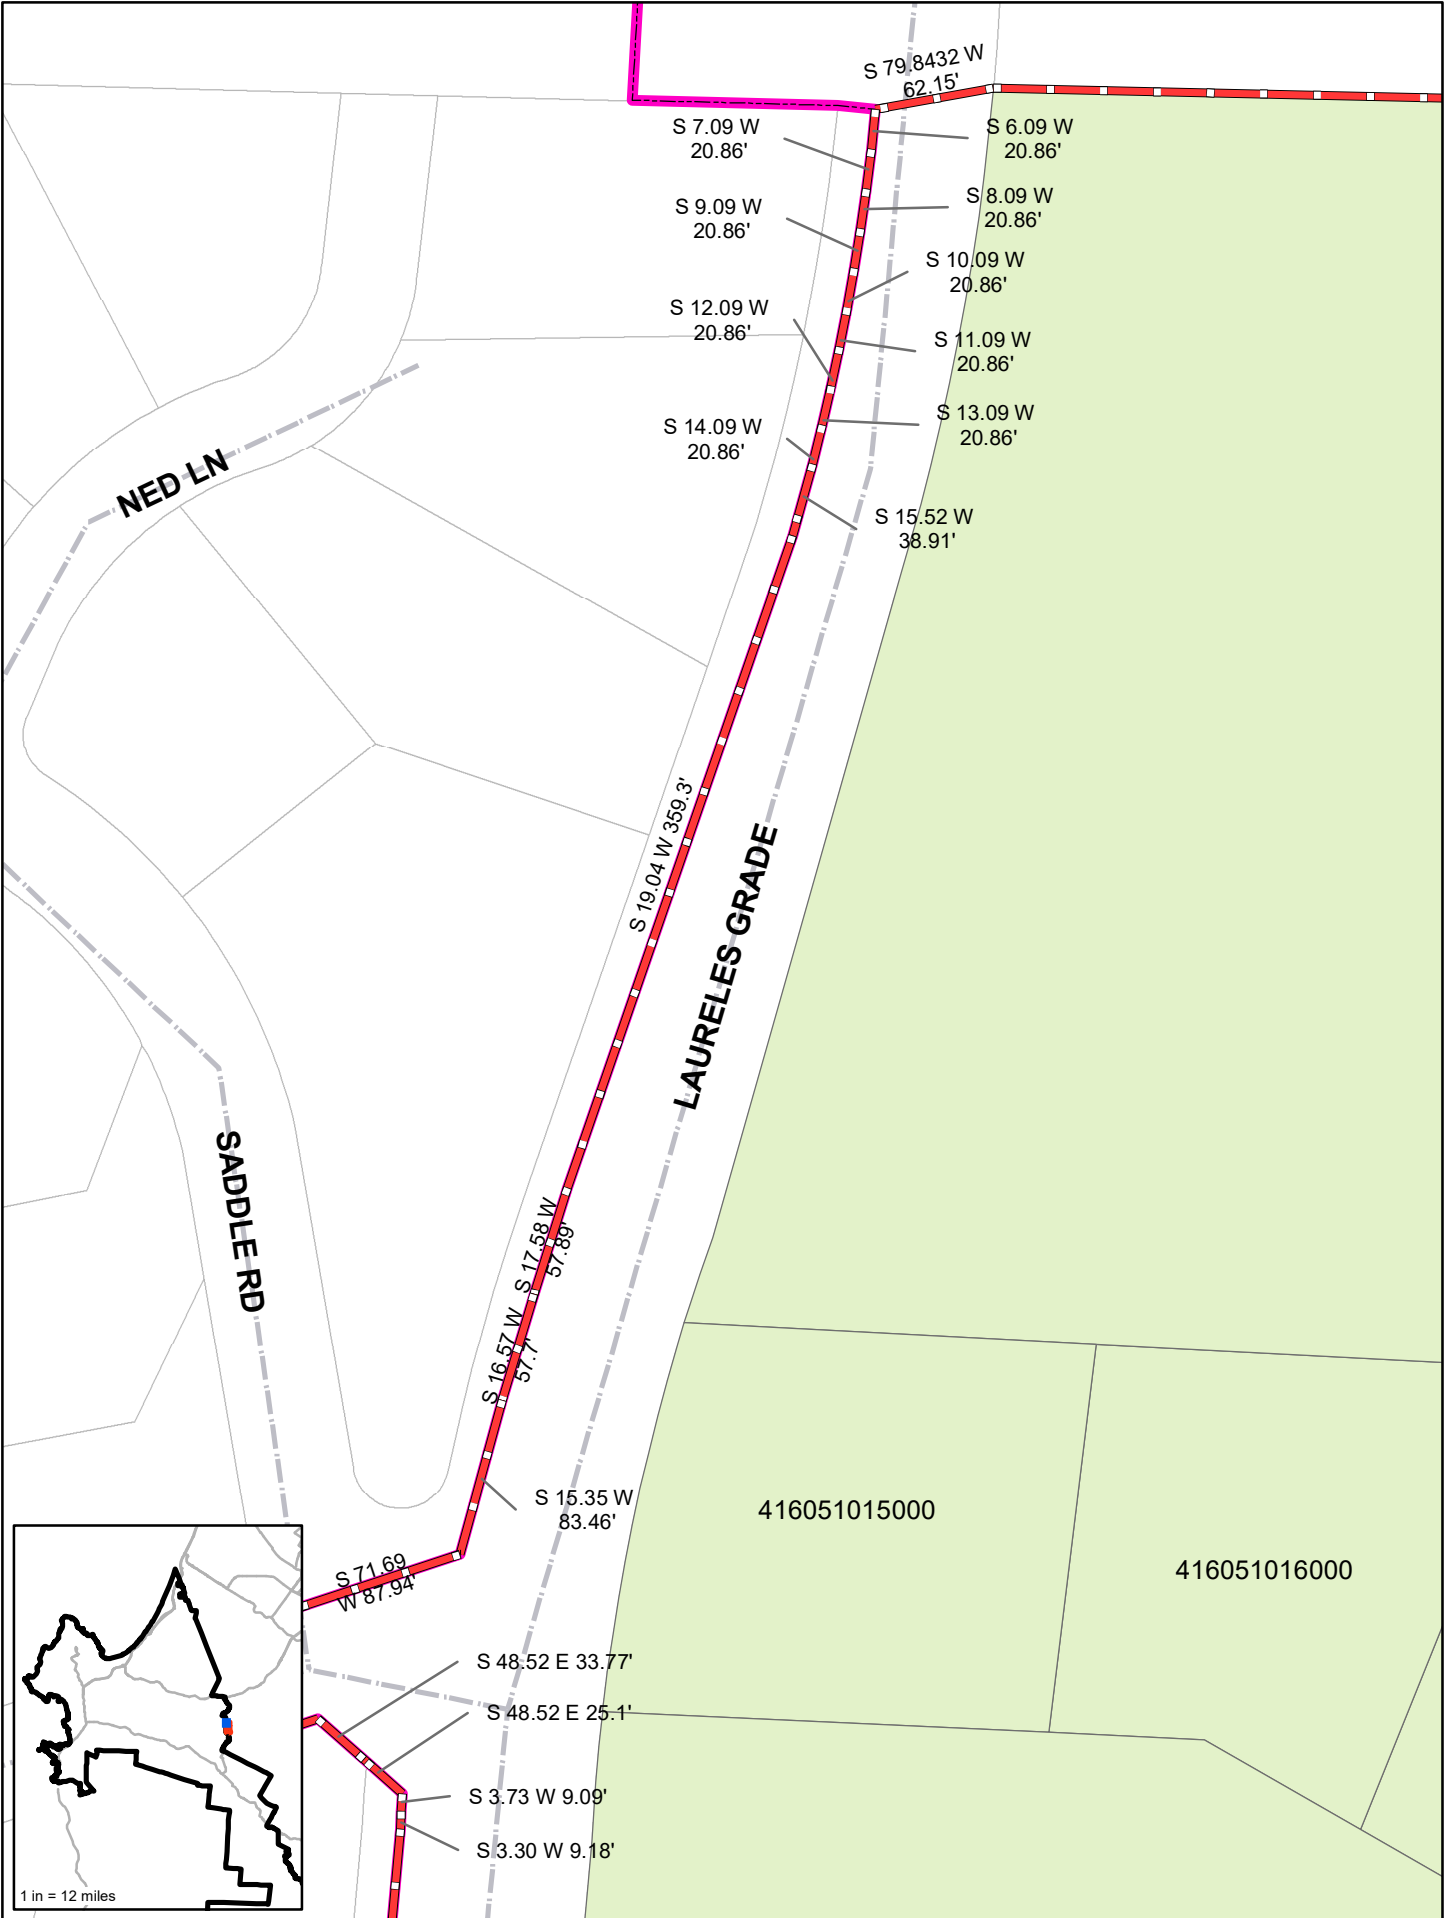 S 79.8432 W
62.15'
S 7.09 W
20.86'
S 6.09 W
20.86'
S 9.09 W
20.86'
S 8.09 W
20.86'
S 10.09 W
20.86'
S 12.09 W
20.86'
S 11.09 W
20.86'
S 14.09 W
20.86'
S 13.09 W
20.86'
NED LN
S 15.52 W
38.91'
S 19.04 W 359.3'
LAURELES GRADE
SADDLE RD
S 17.58 W
57.89'
S 16.57 W
57.7'
S 15.35 W
83.46'
416051015000
416051016000
S 71.69
W 87.94'
S 48.52 E 33.77'
S 48.52 E 25.1'
S 3.73 W 9.09'
S 3.30 W 9.18'
1 in = 12 miles